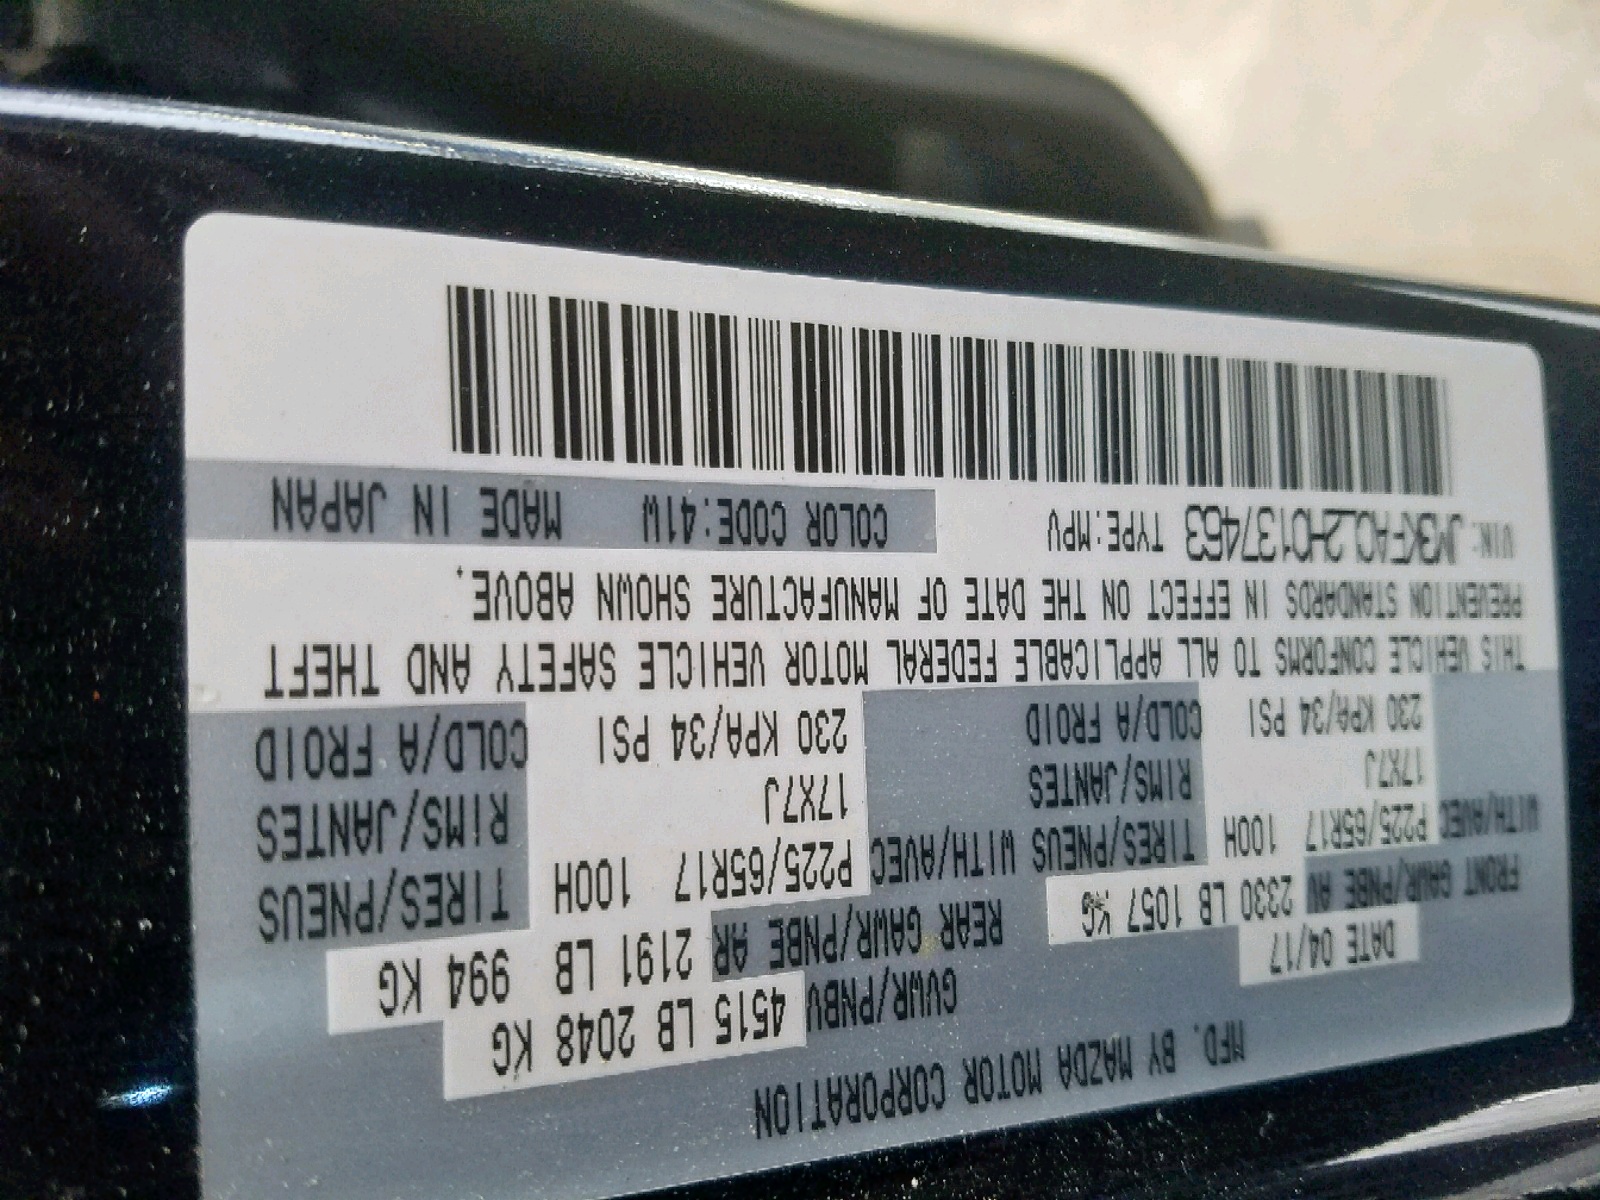 MFD. BY MAZDA MOTOR CORPORATION
DATE 04/17 GVWR/PNBV 4515 LB 2048 KG
FRONT GAWR/PNBE AV 2330 LB 1057 KG REAR GAWR/PNBE AR 2191 LB 994 KG
WITH/AVEC P225/65R17 100H TIRES/PNEUS WITH/AVEC P225/65R17 100H TIRES/PNEUS
17X7J RIMS/JANTES 17X7J RIMS/JANTES
230 KPA/34 PSI COLD/A FROID 230 KPA/34 PSI COLD/A FROID
THIS VEHICLE CONFORMS TO ALL APPLICABLE FEDERAL MOTOR VEHICLE SAFETY AND THEFT
PREVENTION STANDARDS IN EFFECT ON THE DATE OF MANUFACTURE SHOWN ABOVE.
VIN: JM3KFACL2H0137463 TYPE:MPV COLOR CODE:41W MADE IN JAPAN